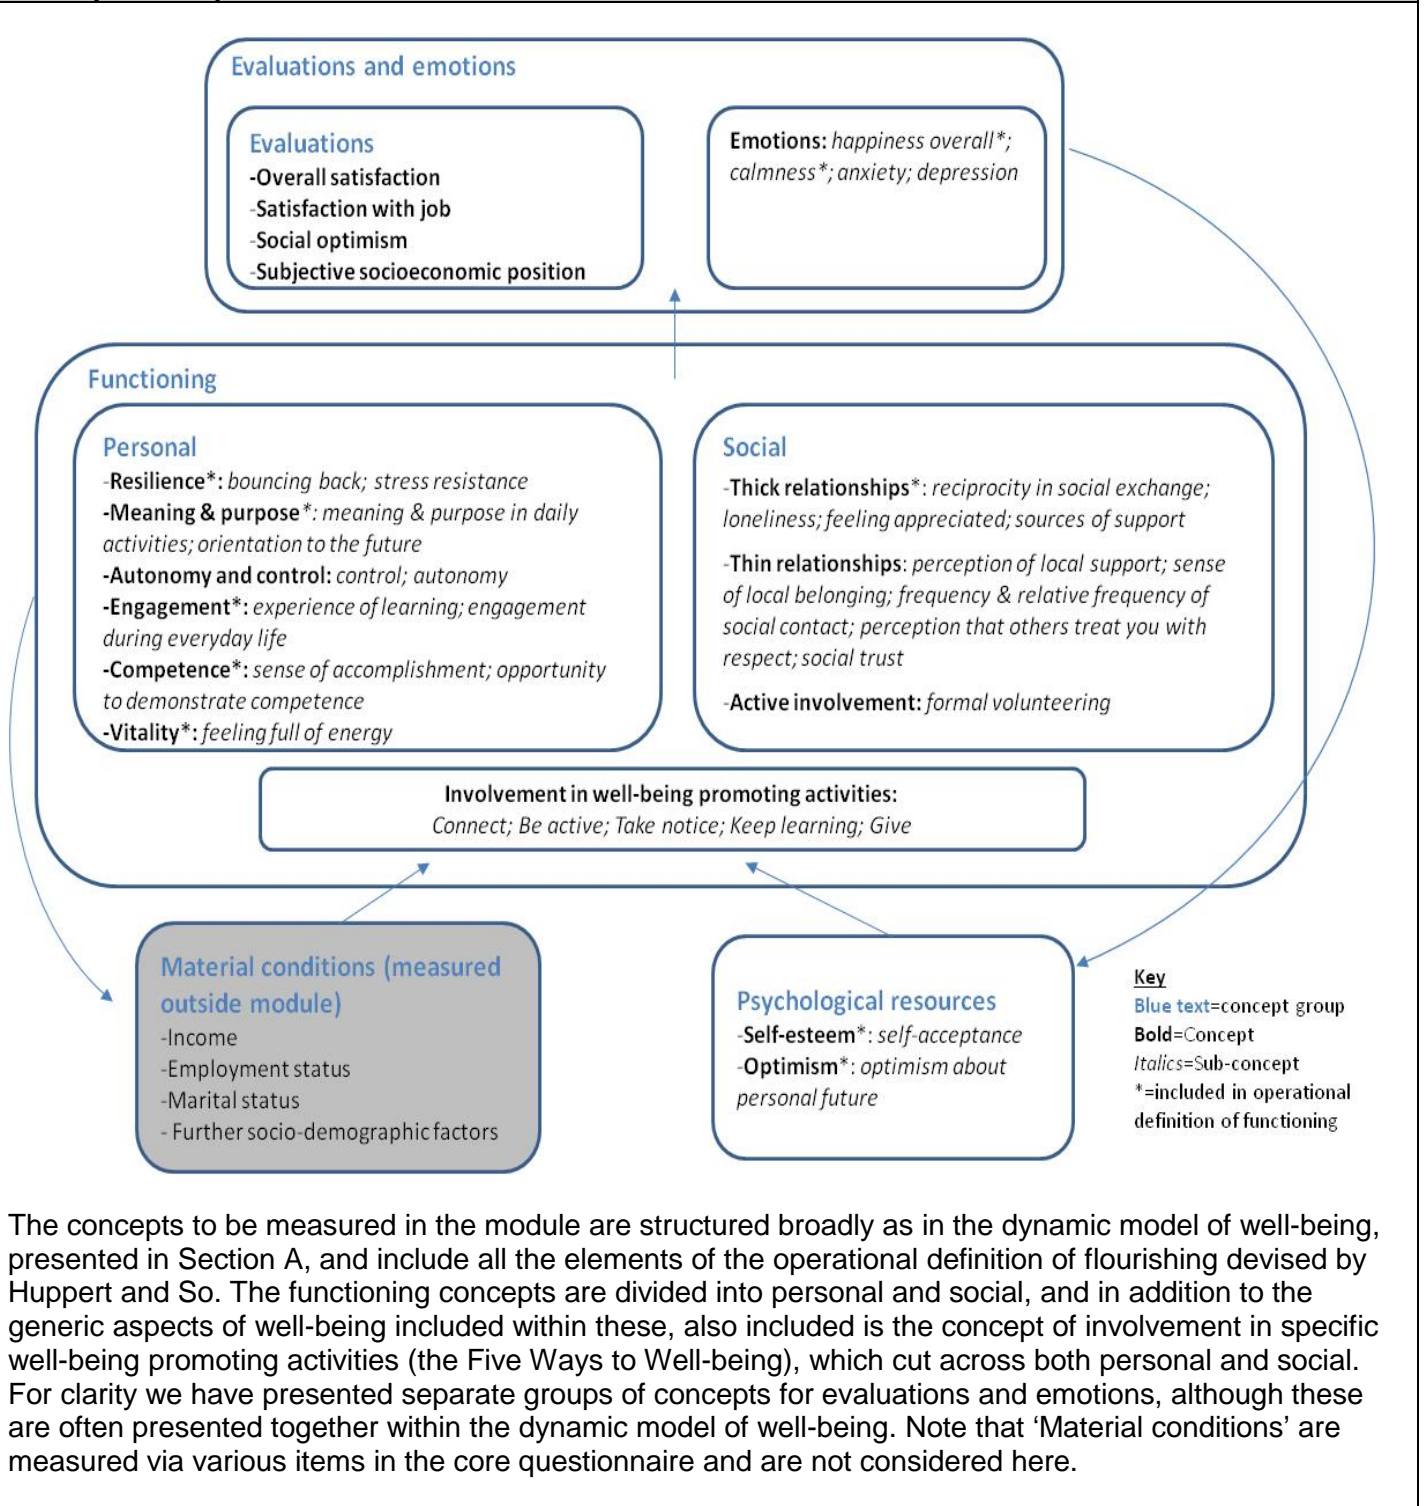 Evaluations and emotions
Evaluations
-Overall satisfaction
-Satisfaction with job
-Social optimism
-Subjective socioeconomic position
Emotions: happiness overall*;
calmness*; anxiety; depression
Functioning
Personal
-Resilience*: bouncing back; stress resistance
-Meaning & purpose*: meaning & purpose in daily
activities; orientation to the future
-Autonomy and control: control; autonomy
-Engagement*: experience of learning; engagement
during everyday life
-Competence*: sense of accomplishment; opportunity
to demonstrate competence
-Vitality*: feeling full of energy
Social
-Thick relationships*: reciprocity in social exchange;
loneliness; feeling appreciated; sources of support
-Thin relationships: perception of local support; sense
of local belonging; frequency & relative frequency of
social contact; perception that others treat you with
respect; social trust
-Active involvement: formal volunteering
Involvement in well-being promoting activities:
Connect; Be active; Take notice; Keep learning; Give
Material conditions (measured
outside module)
-Income
-Employment status
-Marital status
- Further socio-demographic factors
Psychological resources
-Self-esteem*: self-acceptance
-Optimism*: optimism about
personal future
Key
Blue text=concept group
Bold=Concept
Italics=Sub-concept
*=included in operational
definition of functioning
The concepts to be measured in the module are structured broadly as in the dynamic model of well-being,
presented in Section A, and include all the elements of the operational definition of flourishing devised by
Huppert and So. The functioning concepts are divided into personal and social, and in addition to the
generic aspects of well-being included within these, also included is the concept of involvement in specific
well-being promoting activities (the Five Ways to Well-being), which cut across both personal and social.
For clarity we have presented separate groups of concepts for evaluations and emotions, although these
are often presented together within the dynamic model of well-being. Note that ‘Material conditions’ are
measured via various items in the core questionnaire and are not considered here.